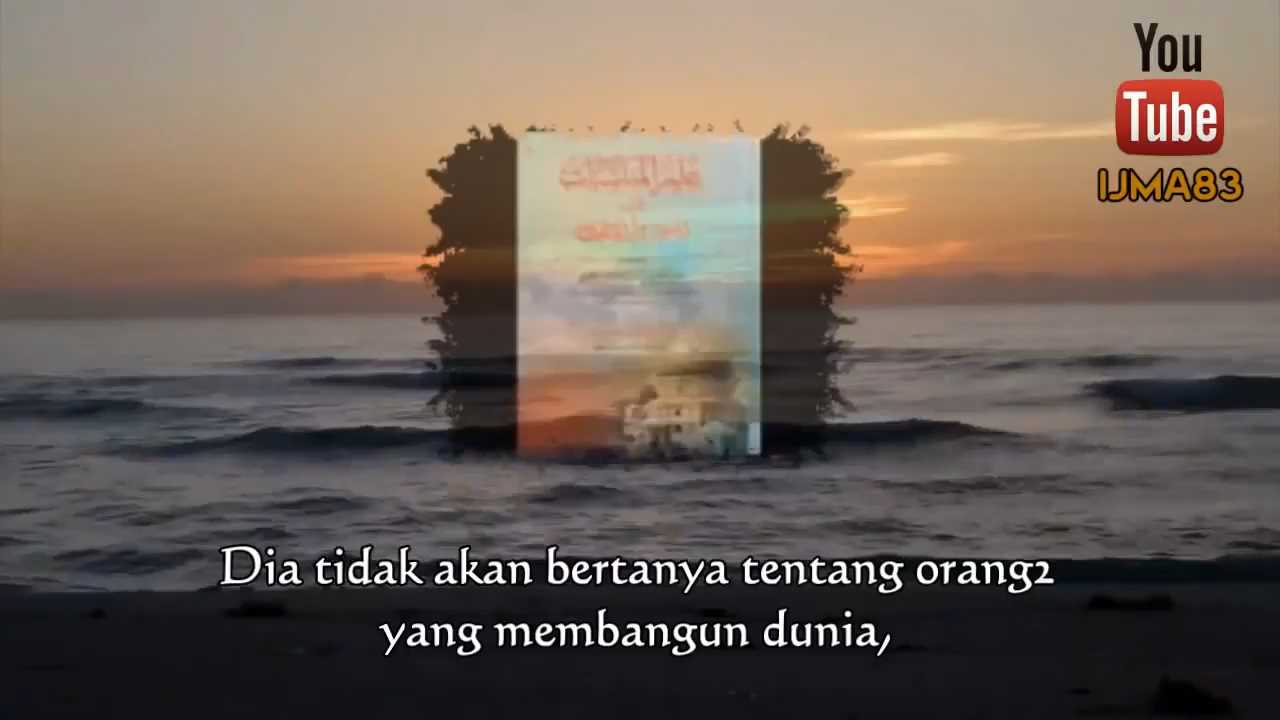 You
Tube
IJMA83
Dia tidak akan bertanya tentang orang2
yang membangun dunia,